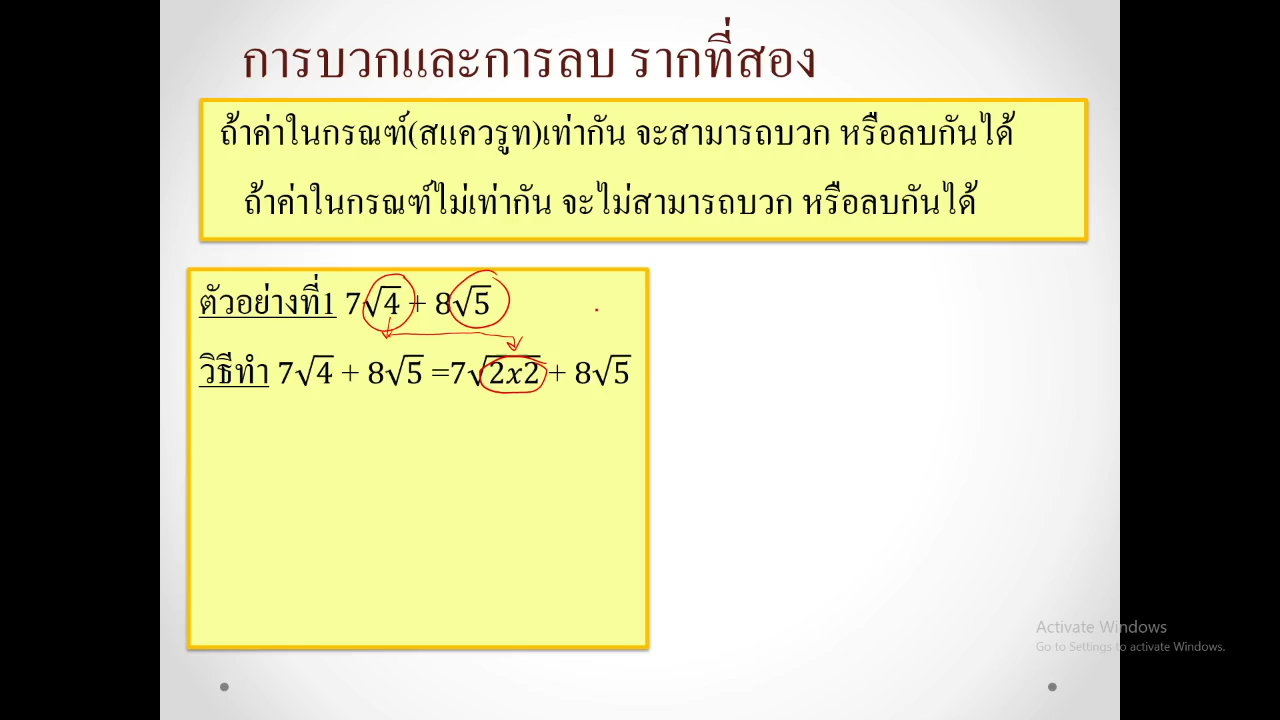 การบวกและการลบ รากที่สอง
ถ้าค่าในกรณฑ์(สแควรูท)เท่ากัน จะสามารถบวก หรือลบกันได้
ถ้าค่าในกรณฑ์ไม่เท่ากัน จะไม่สามารถบวก หรือลบกันได้
ตัวอย่างที่1 7√4 + 8√5
วิธีทำ 7√4 + 8√5 =7√2x2 + 8√5
Activate Windows
Go to Settings to activate Windows.